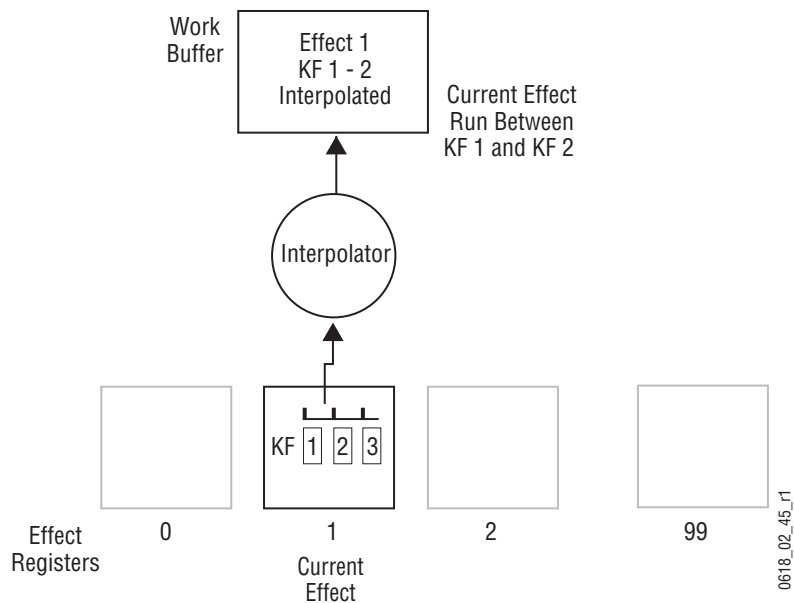 Work
Buffer
Effect 1
KF 1 - 2
Interpolated
Current Effect
Run Between
KF 1 and KF 2
Interpolator
KF 1 2 3
Effect
Registers
0
1
2
99
Current
Effect
0618_02_45_r1